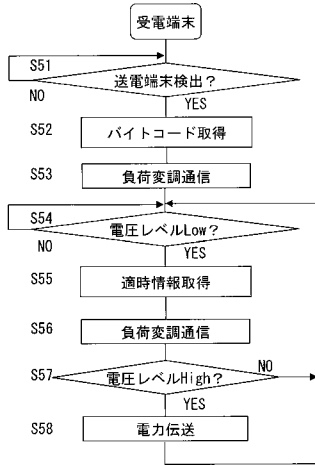 受電端末
S51
送電端末検出？
NO
YES
S52
バイトコード取得
S53
負荷変調通信
S54
電圧レベルLow？
NO
YES
S55
適時情報取得
S56
負荷変調通信
S57
電圧レベルHigh？
NO
YES
S58
電力伝送